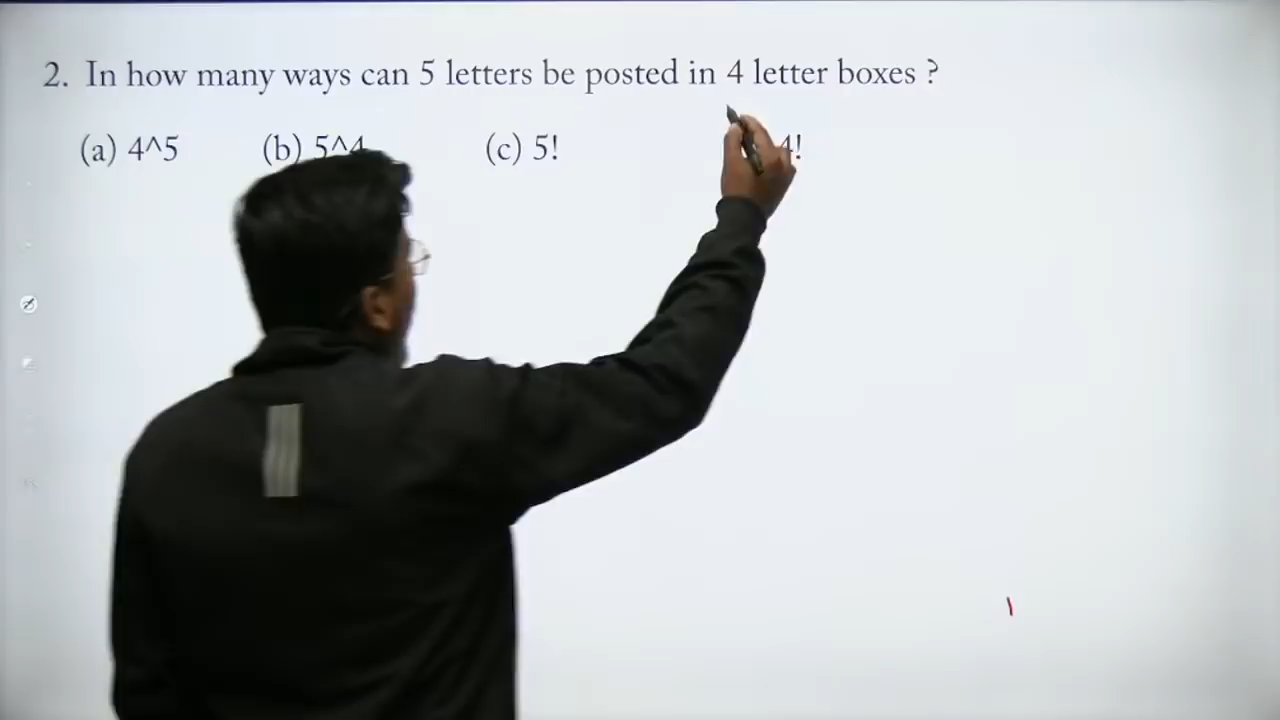 2. In how many ways can 5 letters be posted in 4 letter boxes ?
(a) 4^5 (b) 5^4 (c) 5! 4!